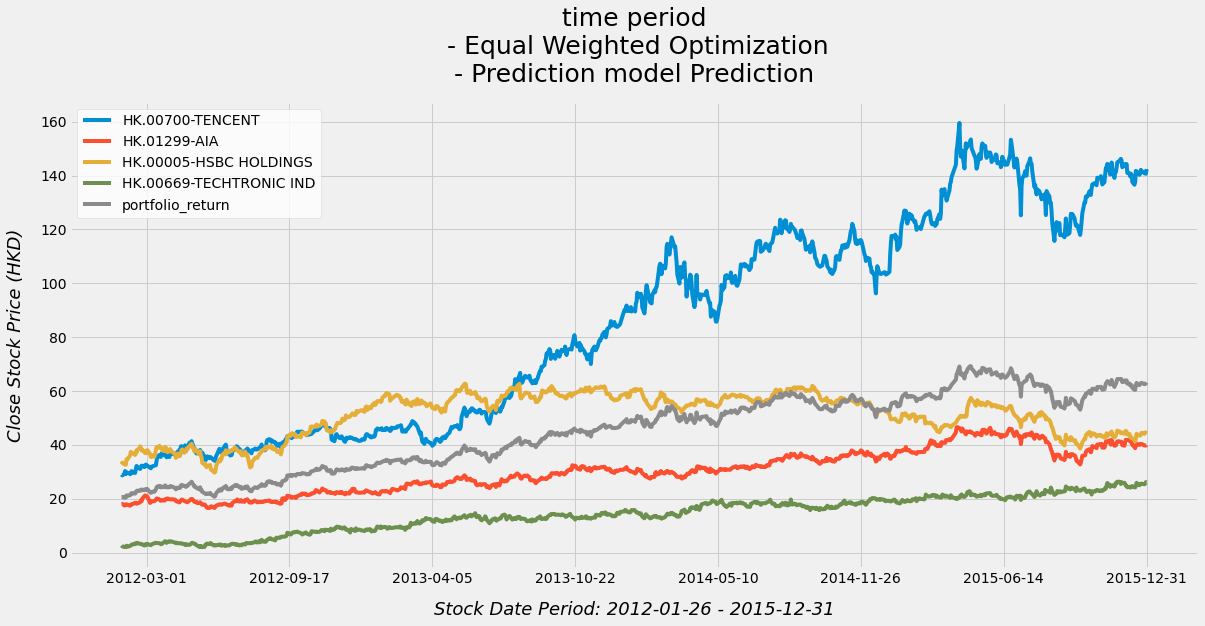 time period
- Equal Weighted Optimization
- Prediction model Prediction
HK.00700-TENCENT
HK.01299-AIA
HK.00005-HSBC HOLDINGS
HK.00669-TECHTRONIC IND
portfolio_return
Close Stock Price (HKD)
160
140
120
100
80
60
40
20
0
2012-03-01
2012-09-17
2013-04-05
2013-10-22
2014-05-10
2014-11-26
2015-06-14
2015-12-31
Stock Date Period: 2012-01-26 - 2015-12-31